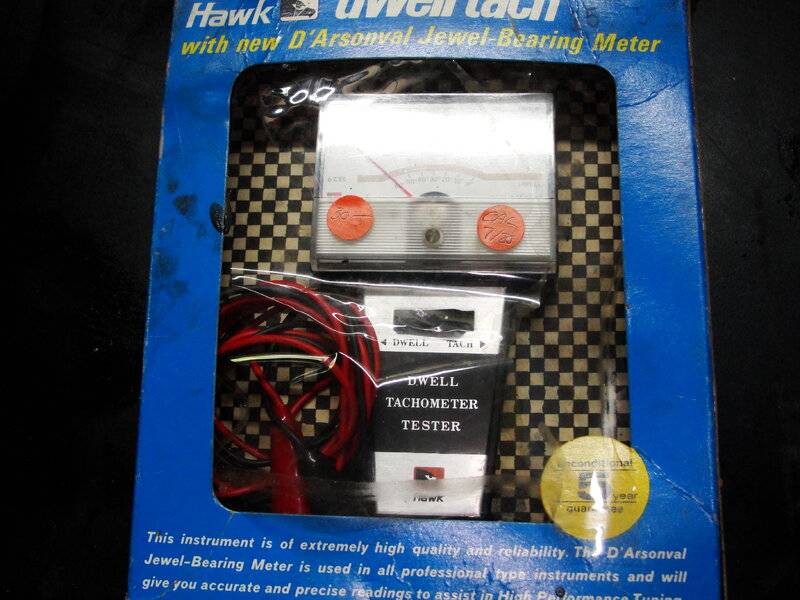 Hawk dwell tach
with new D'Arsonval Jewel-Bearing Meter
◄ DWELL TACH ►
DWELL
TACHOMETER
TESTER
Hawk
unconditional
5
year
guarantee
This instrument is of extremely high quality and reliability. The D'Arsonval
Jewel-Bearing Meter is used in all professional type instruments and will
give you accurate and precise readings to assist in High Performance Tuning